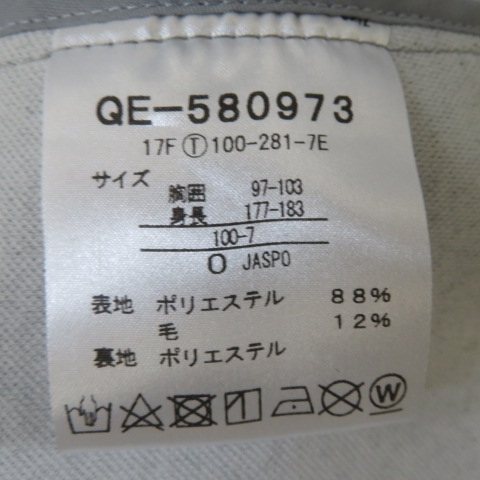 QE-580973
17F Ⓣ 100-281-7E
サイズ 胸囲 97-103
身長 177-183
100-7
O JASPO
表地 ポリエステル 88%
毛 12%
裏地 ポリエステル
W